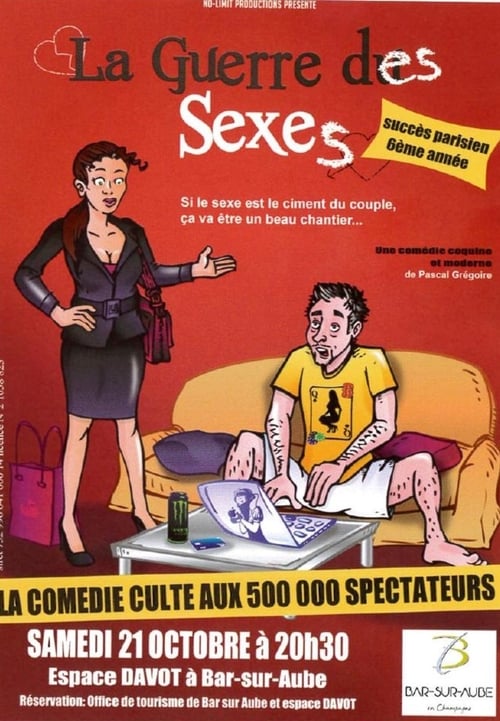 NO-LIMIT PRODUCTIONS PRESENTE
La Guerre des
Sexes
succès parisien
6ème année
Si le sexe est le ciment du couple,
ça va être un beau chantier...
Une comédie coquine
et moderne
de Pascal Grégoire
Q
LA COMEDIE CULTE AUX 500 000 SPECTATEURS
SAMEDI 21 OCTOBRE à 20h30
Espace DAVOT à Bar-sur-Aube
Réservation: Office de tourisme de Bar sur Aube et espace DAVOT
B
BAR-SUR-AUBE
en Champagne